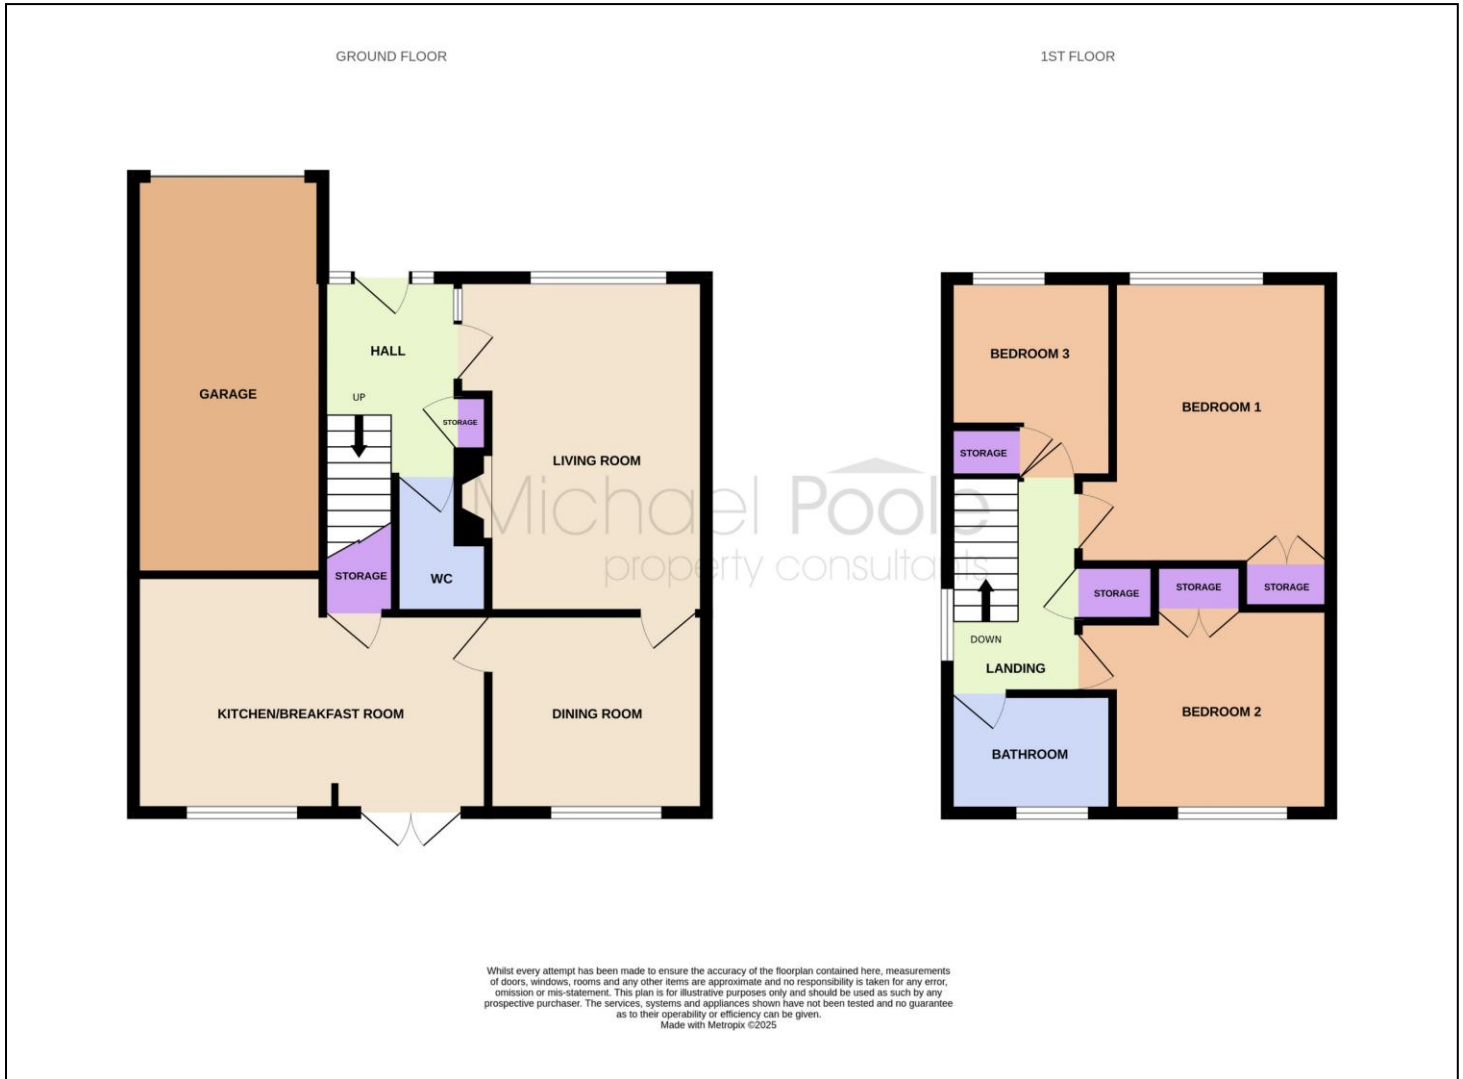 GROUND FLOOR
1ST FLOOR
GARAGE
HALL
UP
STORAGE
LIVING ROOM
STORAGE
WC
KITCHEN/BREAKFAST ROOM
DINING ROOM
BEDROOM 3
BEDROOM 1
STORAGE
STORAGE
STORAGE
STORAGE
DOWN
LANDING
BEDROOM 2
BATHROOM
Michael Poole
property consultants
Whilst every attempt has been made to ensure the accuracy of the floorplan contained here, measurements
of doors, windows, rooms and any other items are approximate and no responsibility is taken for any error,
omission or mis-statement. This plan is for illustrative purposes only and should be used as such by any
prospective purchaser. The services, systems and appliances shown have not been tested and no guarantee
as to their operability or efficiency can be given.
Made with Metropix ©2025